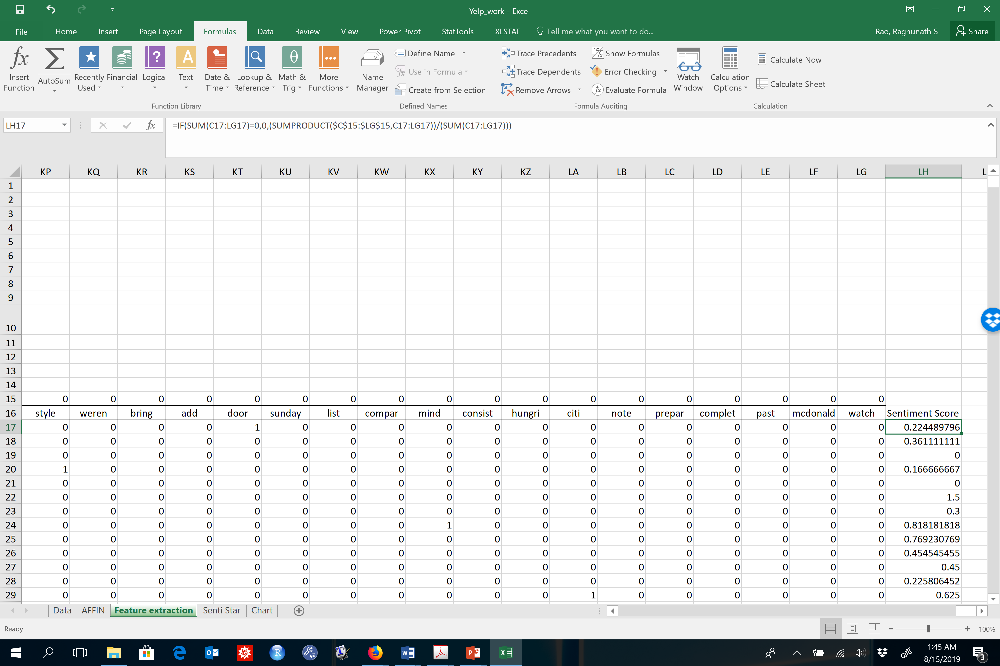 Yelp_work - Excel
File Home Insert Page Layout Formulas Data Review View Power Pivot StatTools XLSTAT Tell me what you want to do... Rao, Raghunath S Share
fx Σ ? A θ Define Name Trace Precedents 15 fx Show Formulas Calculate Now
Use in Formula Trace Dependents Error Checking
Insert Function AutoSum Recently Used Financial Logical Text Date & Time Lookup & Reference Math & Trig More Functions Name Manager Create from Selection Remove Arrows fx Evaluate Formula Watch Window Calculation Options Calculate Sheet
Function Library Defined Names Formula Auditing Calculation
LH17 fx =IF(SUM(C17:LG17)=0,0,(SUMPRODUCT($C$15:$LG$15,C17:LG17))/(SUM(C17:LG17)))
KP KQ KR KS KT KU KV KW KX KY KZ LA LB LC LD LE LF LG LH L
1
2
3
4
5
6
7
8
9
10
11
12
13
14
15 0 0 0 0 0 0 0 0 0 0 0 0 0 0 0 0 0 0
16 style weren bring add door sunday list compar mind consist hungri citi note prepar complet past mcdonald watch Sentiment Score
17 0 0 0 0 1 0 0 0 0 0 0 0 0 0 0 0 0 0 0.224489796
18 0 0 0 0 0 0 0 0 0 0 0 0 0 0 0 0 0 0 0.361111111
19 0 0 0 0 0 0 0 0 0 0 0 0 0 0 0 0 0 0 0
20 1 0 0 0 0 0 0 0 0 0 0 0 0 0 0 0 0 0 0.166666667
21 0 0 0 0 0 0 0 0 0 0 0 0 0 0 0 0 0 0 0
22 0 0 0 0 0 0 0 0 0 0 0 0 0 0 0 0 0 0 1.5
23 0 0 0 0 0 0 0 0 0 0 0 0 0 0 0 0 0 0 0.3
24 0 0 0 0 0 0 0 0 1 0 0 0 0 0 0 0 0 0 0.818181818
25 0 0 0 0 0 0 0 0 0 0 0 0 0 0 0 0 0 0 0.769230769
26 0 0 0 0 0 0 0 0 0 0 0 0 0 0 0 0 0 0 0.454545455
27 0 0 0 0 0 0 0 0 0 0 0 0 0 0 0 0 0 0 0.45
28 0 0 0 0 0 0 0 0 0 0 0 0 0 0 0 0 0 0 0.225806452
29 0 0 0 0 0 0 0 0 0 0 0 1 0 0 0 0 0 0 0.625
Data AFFIN Feature extraction Senti Star Chart
Ready 100%
1:45 AM
8/15/2019 3